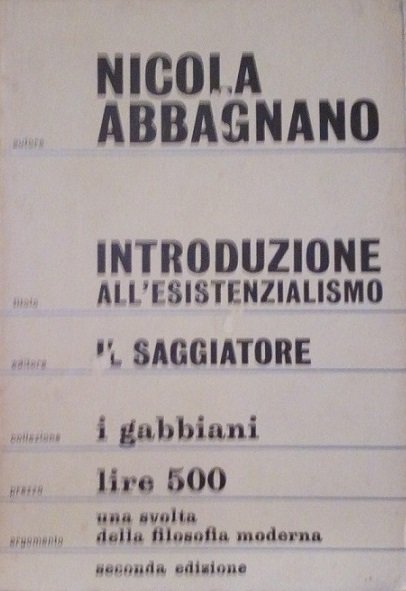 NICOLA
autore ABBAGNANO
INTRODUZIONE
titolo ALL'ESISTENZIALISMO
editore IL SAGGIATORE
collezione i gabbiani
prezzo lire 500
una svolta
argomento della filosofia moderna
seconda edizione